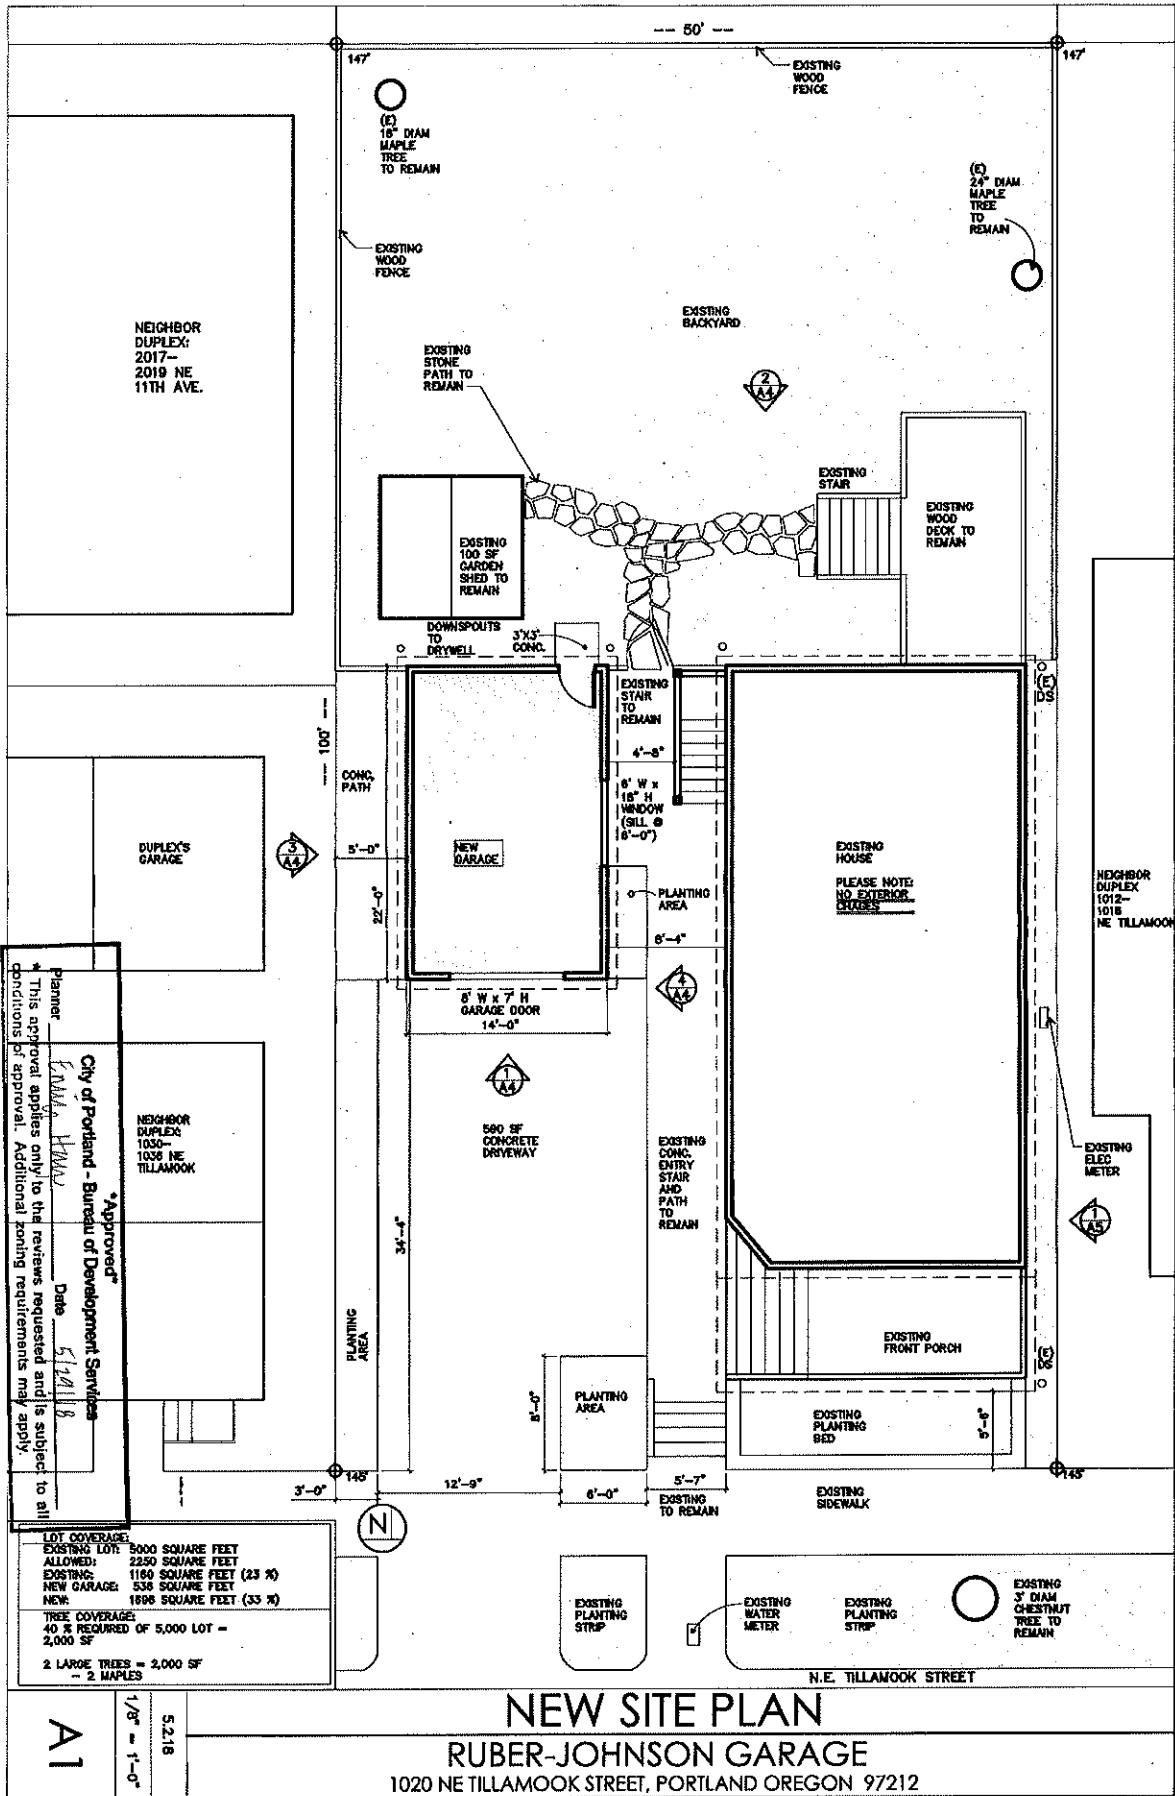 50'
147'
147'
EXISTING
WOOD
FENCE
(E)
18" DIAM
MAPLE
TREE
TO REMAIN
(E)
24" DIAM
MAPLE
TREE
TO
REMAIN
EXISTING
WOOD
FENCE
EXISTING
BACKYARD
NEIGHBOR
DUPLEX:
2017-
2019 NE
11TH AVE.
EXISTING
STONE
PATH TO
REMAIN
2
A4
EXISTING
STAIR
EXISTING
WOOD
DECK TO
REMAIN
EXISTING
100 SF
GARDEN
SHED TO
REMAIN
DOWNSPOUTS
TO
DRYWELL
3'X3'
CONC.
EXISTING
STAIR
TO
REMAIN
(E)
DS
100'
4'-8"
CONC.
PATH
6' W x
18" H
WINDOW
(SILL @
6'-0")
DUPLEX'S
GARAGE
3
A4
5'-0"
NEW
GARAGE
22'-0"
EXISTING
HOUSE
PLEASE NOTE:
NO EXTERIOR
CHAGES
PLANTING
AREA
NEIGHBOR
DUPLEX
1012-
1018
NE TILLAMOOK
6'-4"
4
A4
8' W x 7' H
GARAGE DOOR
14'-0"
1
A4
NEIGHBOR
DUPLEX:
1030-
1036 NE
TILLAMOOK
580 SF
CONCRETE
DRIVEWAY
EXISTING
CONC.
ENTRY
STAIR
AND
PATH
TO
REMAIN
EXISTING
ELEC
METER
1
A5
34'-4"
PLANTING
AREA
EXISTING
FRONT PORCH
(E)
DS
8'-0"
PLANTING
AREA
EXISTING
PLANTING
BED
5'-6"
145'
145'
3'-0"
12'-9"
6'-0"
5'-7"
EXISTING
TO REMAIN
EXISTING
SIDEWALK
N
*Approved*
City of Portland - Bureau of Development Services
Planner Date 5/29/18
* This approval applies only to the reviews requested and is subject to all
conditions of approval. Additional zoning requirements may apply.
LOT COVERAGE:
EXISTING LOT: 5000 SQUARE FEET
ALLOWED: 2250 SQUARE FEET
EXISTING: 1160 SQUARE FEET (23 %)
NEW GARAGE: 536 SQUARE FEET
NEW: 1696 SQUARE FEET (33 %)
TREE COVERAGE:
40 % REQUIRED OF 5,000 LOT =
2,000 SF
2 LARGE TREES = 2,000 SF
- 2 MAPLES
EXISTING
PLANTING
STRIP
EXISTING
WATER
METER
EXISTING
PLANTING
STRIP
EXISTING
3' DIAM
CHESTNUT
TREE TO
REMAIN
N.E. TILLAMOOK STREET
A1
1/8" = 1'-0"
5.2.18
NEW SITE PLAN
RUBER-JOHNSON GARAGE
1020 NE TILLAMOOK STREET, PORTLAND OREGON 97212